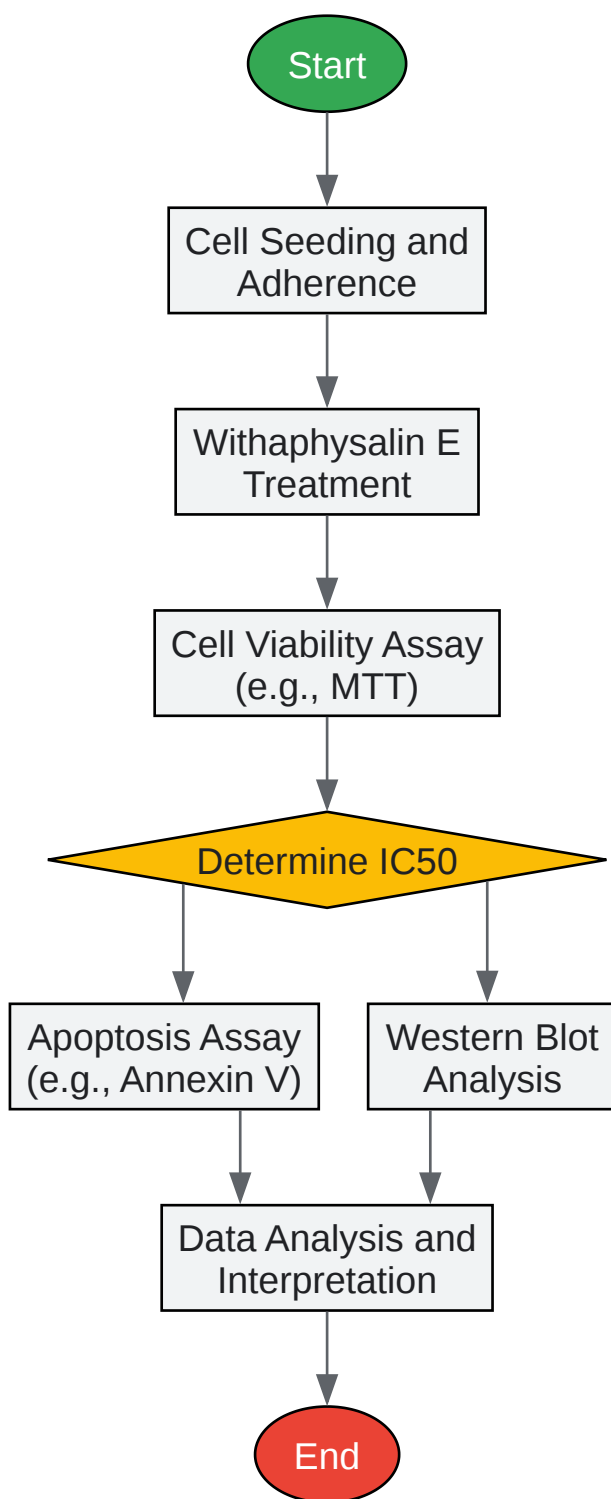 Start
Cell Seeding and
Adherence
Withaphysalin E
Treatment
Cell Viability Assay
(e.g., MTT)
Determine IC50
Apoptosis Assay
(e.g., Annexin V)
Western Blot
Analysis
Data Analysis and
Interpretation
End